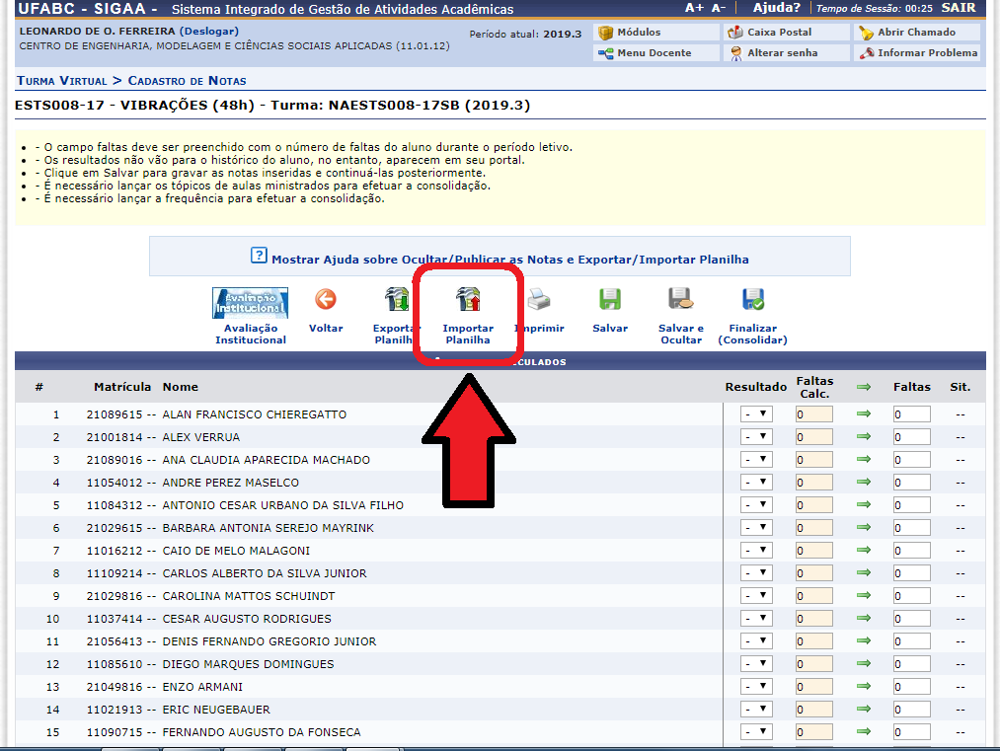 UFABC - SIGAA - Sistema Integrado de Gestão de Atividades Acadêmicas
A+ A- Ajuda? Tempo de Sessão: 00:25 SAIR
LEONARDO DE O. FERREIRA (Deslogar)
CENTRO DE ENGENHARIA, MODELAGEM E CIÊNCIAS SOCIAIS APLICADAS (11.01.12)
Período atual: 2019.3
Módulos Caixa Postal Abrir Chamado
Menu Docente Alterar senha Informar Problema
TURMA VIRTUAL > CADASTRO DE NOTAS
ESTS008-17 - VIBRAÇÕES (48h) - Turma: NAESTS008-17SB (2019.3)
- O campo faltas deve ser preenchido com o número de faltas do aluno durante o período letivo.
- Os resultados não vão para o histórico do aluno, no entanto, aparecem em seu portal.
- Clique em Salvar para gravar as notas inseridas e continuá-las posteriormente.
- É necessário lançar os tópicos de aulas ministrados para efetuar a consolidação.
- É necessário lançar a frequência para efetuar a consolidação.
? Mostrar Ajuda sobre Ocultar/Publicar as Notas e Exportar/Importar Planilha
Avaliação
Institucional
Avaliação
Institucional
Voltar
Exportar
Planilha
Importar
Planilha
Imprimir
Salvar
Salvar e
Ocultar
Finalizar
(Consolidar)
# Matrícula Nome Resultado Faltas Calc. Faltas Sit.
1 21089615 -- ALAN FRANCISCO CHIEREGATTO - 0 0 --
2 21001814 -- ALEX VERRUA - 0 0 --
3 21089016 -- ANA CLAUDIA APARECIDA MACHADO - 0 0 --
4 11054012 -- ANDRE PEREZ MASELCO - 0 0 --
5 11084312 -- ANTONIO CESAR URBANO DA SILVA FILHO - 0 0 --
6 21029615 -- BARBARA ANTONIA SEREJO MAYRINK - 0 0 --
7 11016212 -- CAIO DE MELO MALAGONI - 0 0 --
8 11109214 -- CARLOS ALBERTO DA SILVA JUNIOR - 0 0 --
9 21029816 -- CAROLINA MATTOS SCHUINDT - 0 0 --
10 11037414 -- CESAR AUGUSTO RODRIGUES - 0 0 --
11 21056413 -- DENIS FERNANDO GREGORIO JUNIOR - 0 0 --
12 11085610 -- DIEGO MARQUES DOMINGUES - 0 0 --
13 21049816 -- ENZO ARMANI - 0 0 --
14 11021913 -- ERIC NEUGEBAUER - 0 0 --
15 11090715 -- FERNANDO AUGUSTO DA FONSECA - 0 0 --